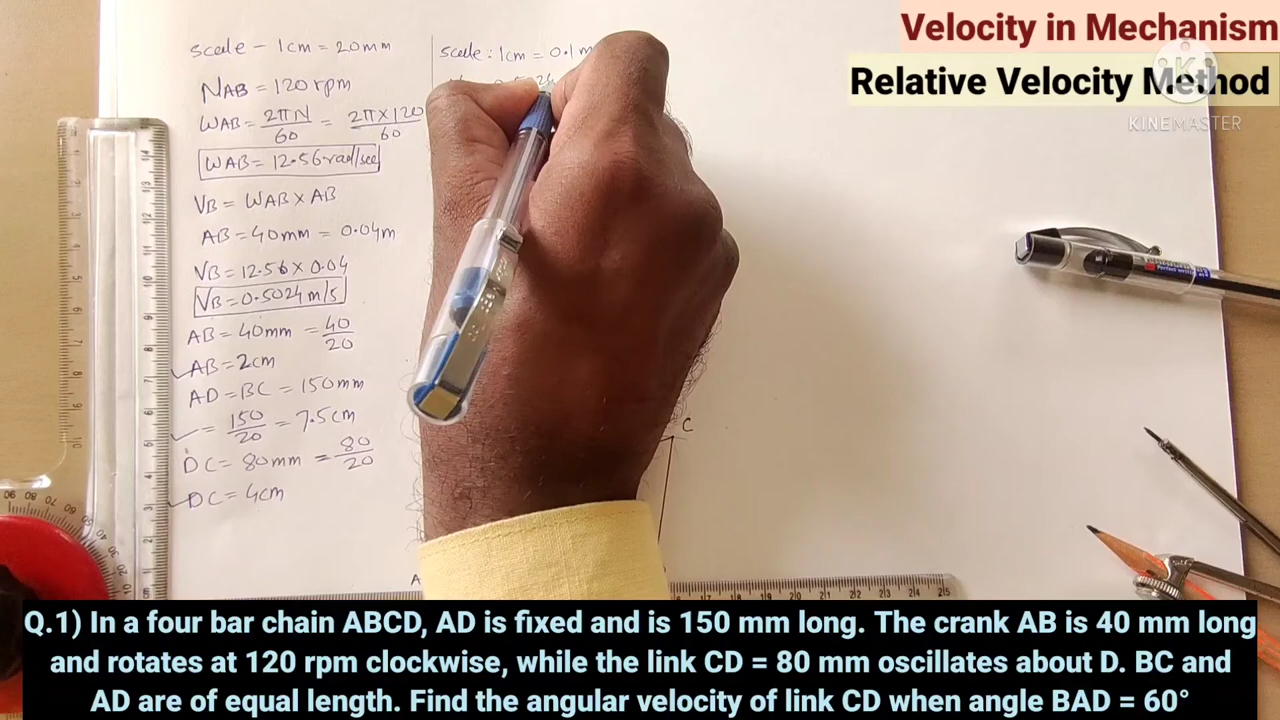 Velocity in Mechanism
Relative Velocity Method
KINEMASTER
scale - 1cm = 20mm
NAB = 120 rpm
WAB = 2πN/60 = 2π×120/60
WAB = 12.56 rad/sec
VB = WAB × AB
AB = 40mm = 0.04m
VB = 12.56 × 0.04
VB = 0.5024 m/s
AB = 40mm = 40/20
✓AB = 2cm
AD = BC = 150mm
✓ = 150/20 = 7.5cm
DC = 80mm = 80/20
✓DC = 4cm
scale : 1cm = 0.1 m
C
A
Q.1) In a four bar chain ABCD, AD is fixed and is 150 mm long. The crank AB is 40 mm long
and rotates at 120 rpm clockwise, while the link CD = 80 mm oscillates about D. BC and
AD are of equal length. Find the angular velocity of link CD when angle BAD = 60°